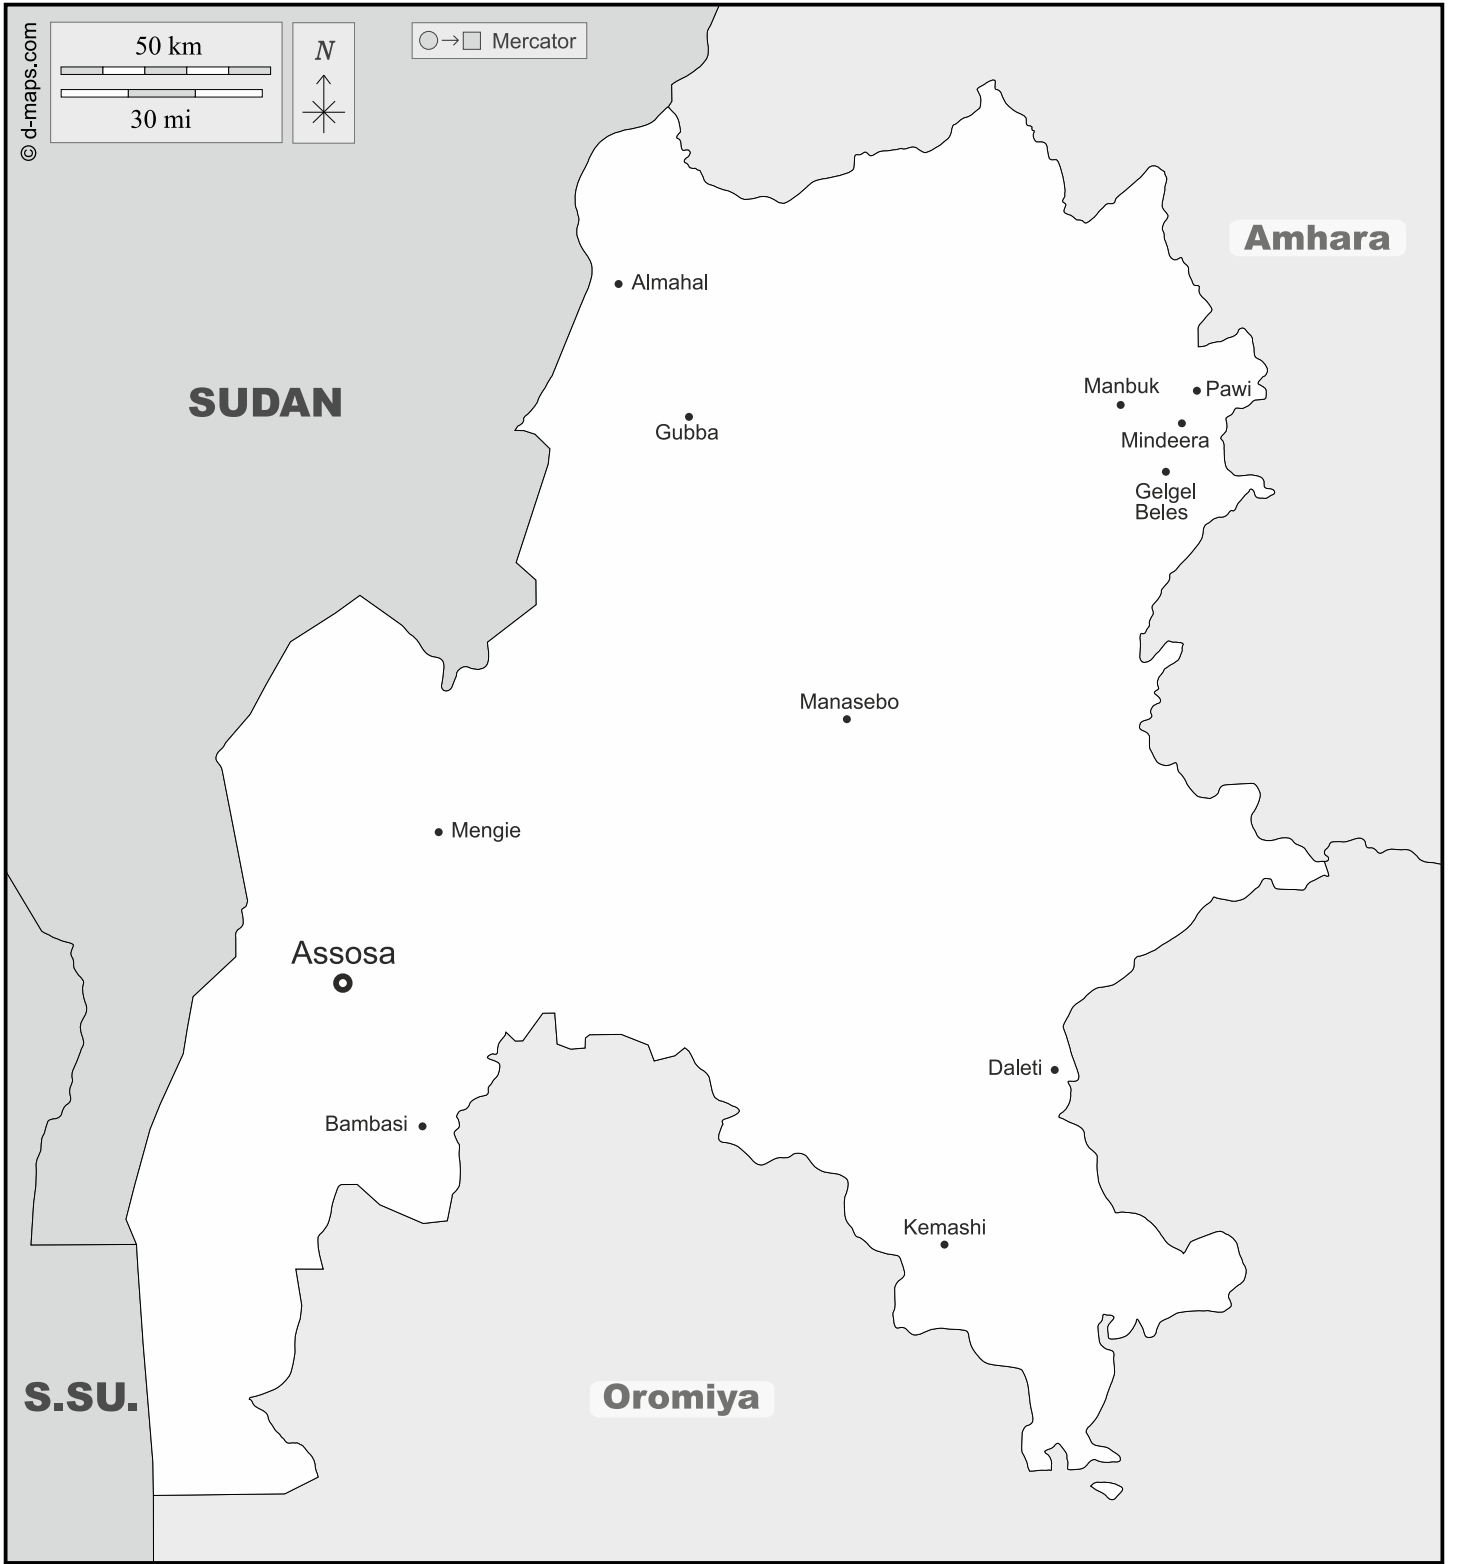 © d-maps.com
50 km
30 mi
N
Mercator
Amhara
Almahal
SUDAN
Manbuk
Pawi
Gubba
Mindeera
Gelgel
Beles
Manasebo
Mengie
Assosa
Daleti
Bambasi
Kemashi
S.SU.
Oromiya